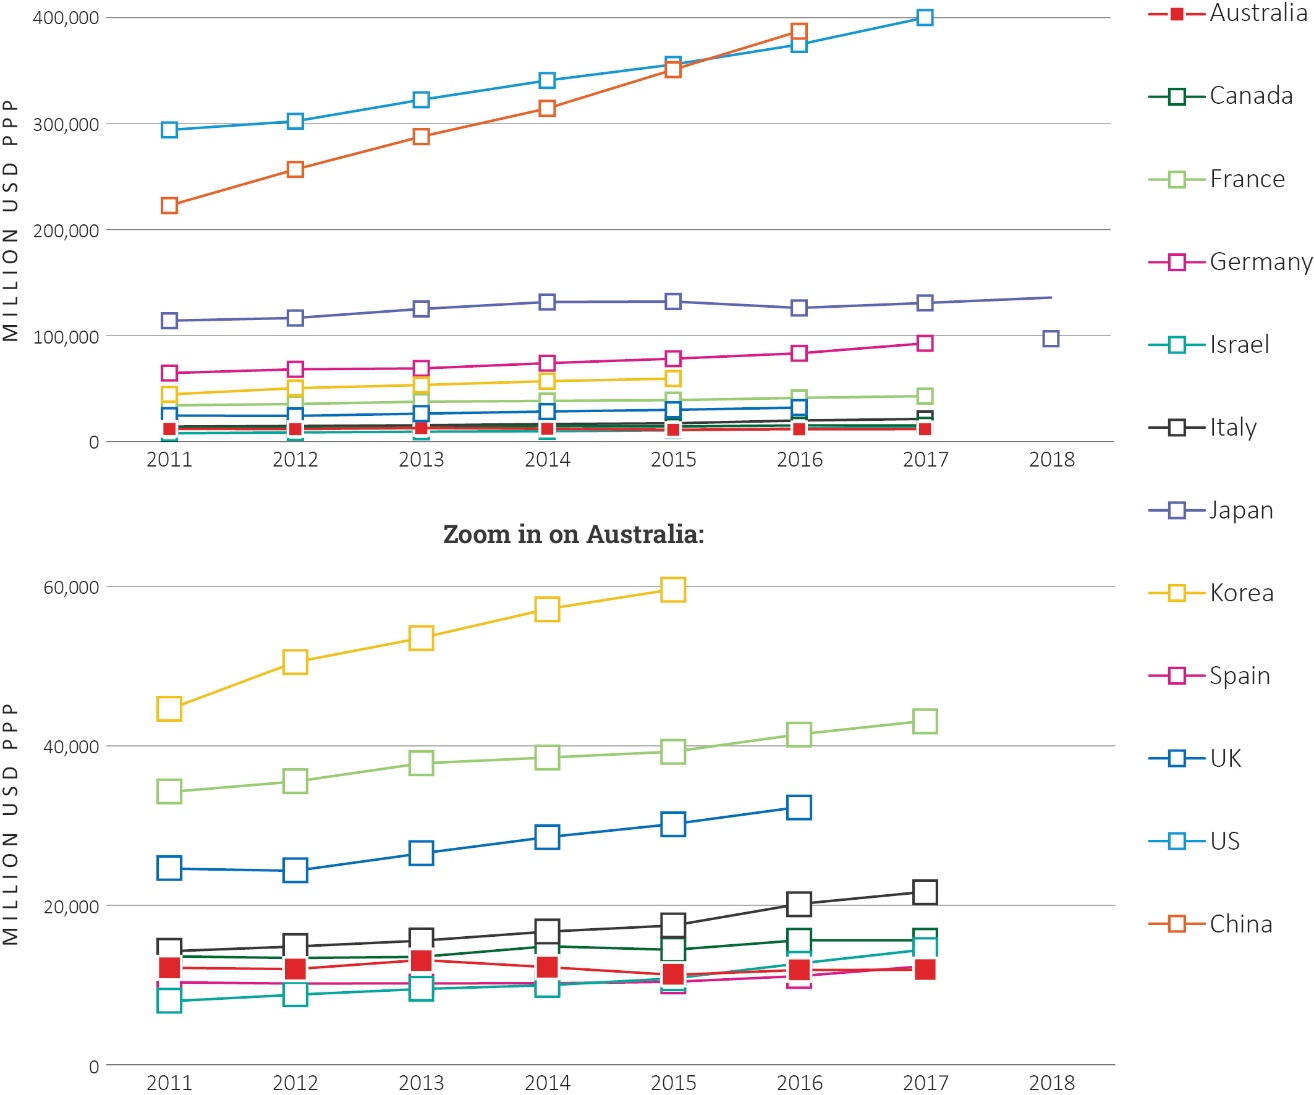 400,000
300,000
200,000
100,000
0
MILLION USD PPP
2011 2012 2013 2014 2015 2016 2017 2018
Zoom in on Australia:
60,000
40,000
20,000
0
MILLION USD PPP
2011 2012 2013 2014 2015 2016 2017 2018
Australia
Canada
France
Germany
Israel
Italy
Japan
Korea
Spain
UK
US
China